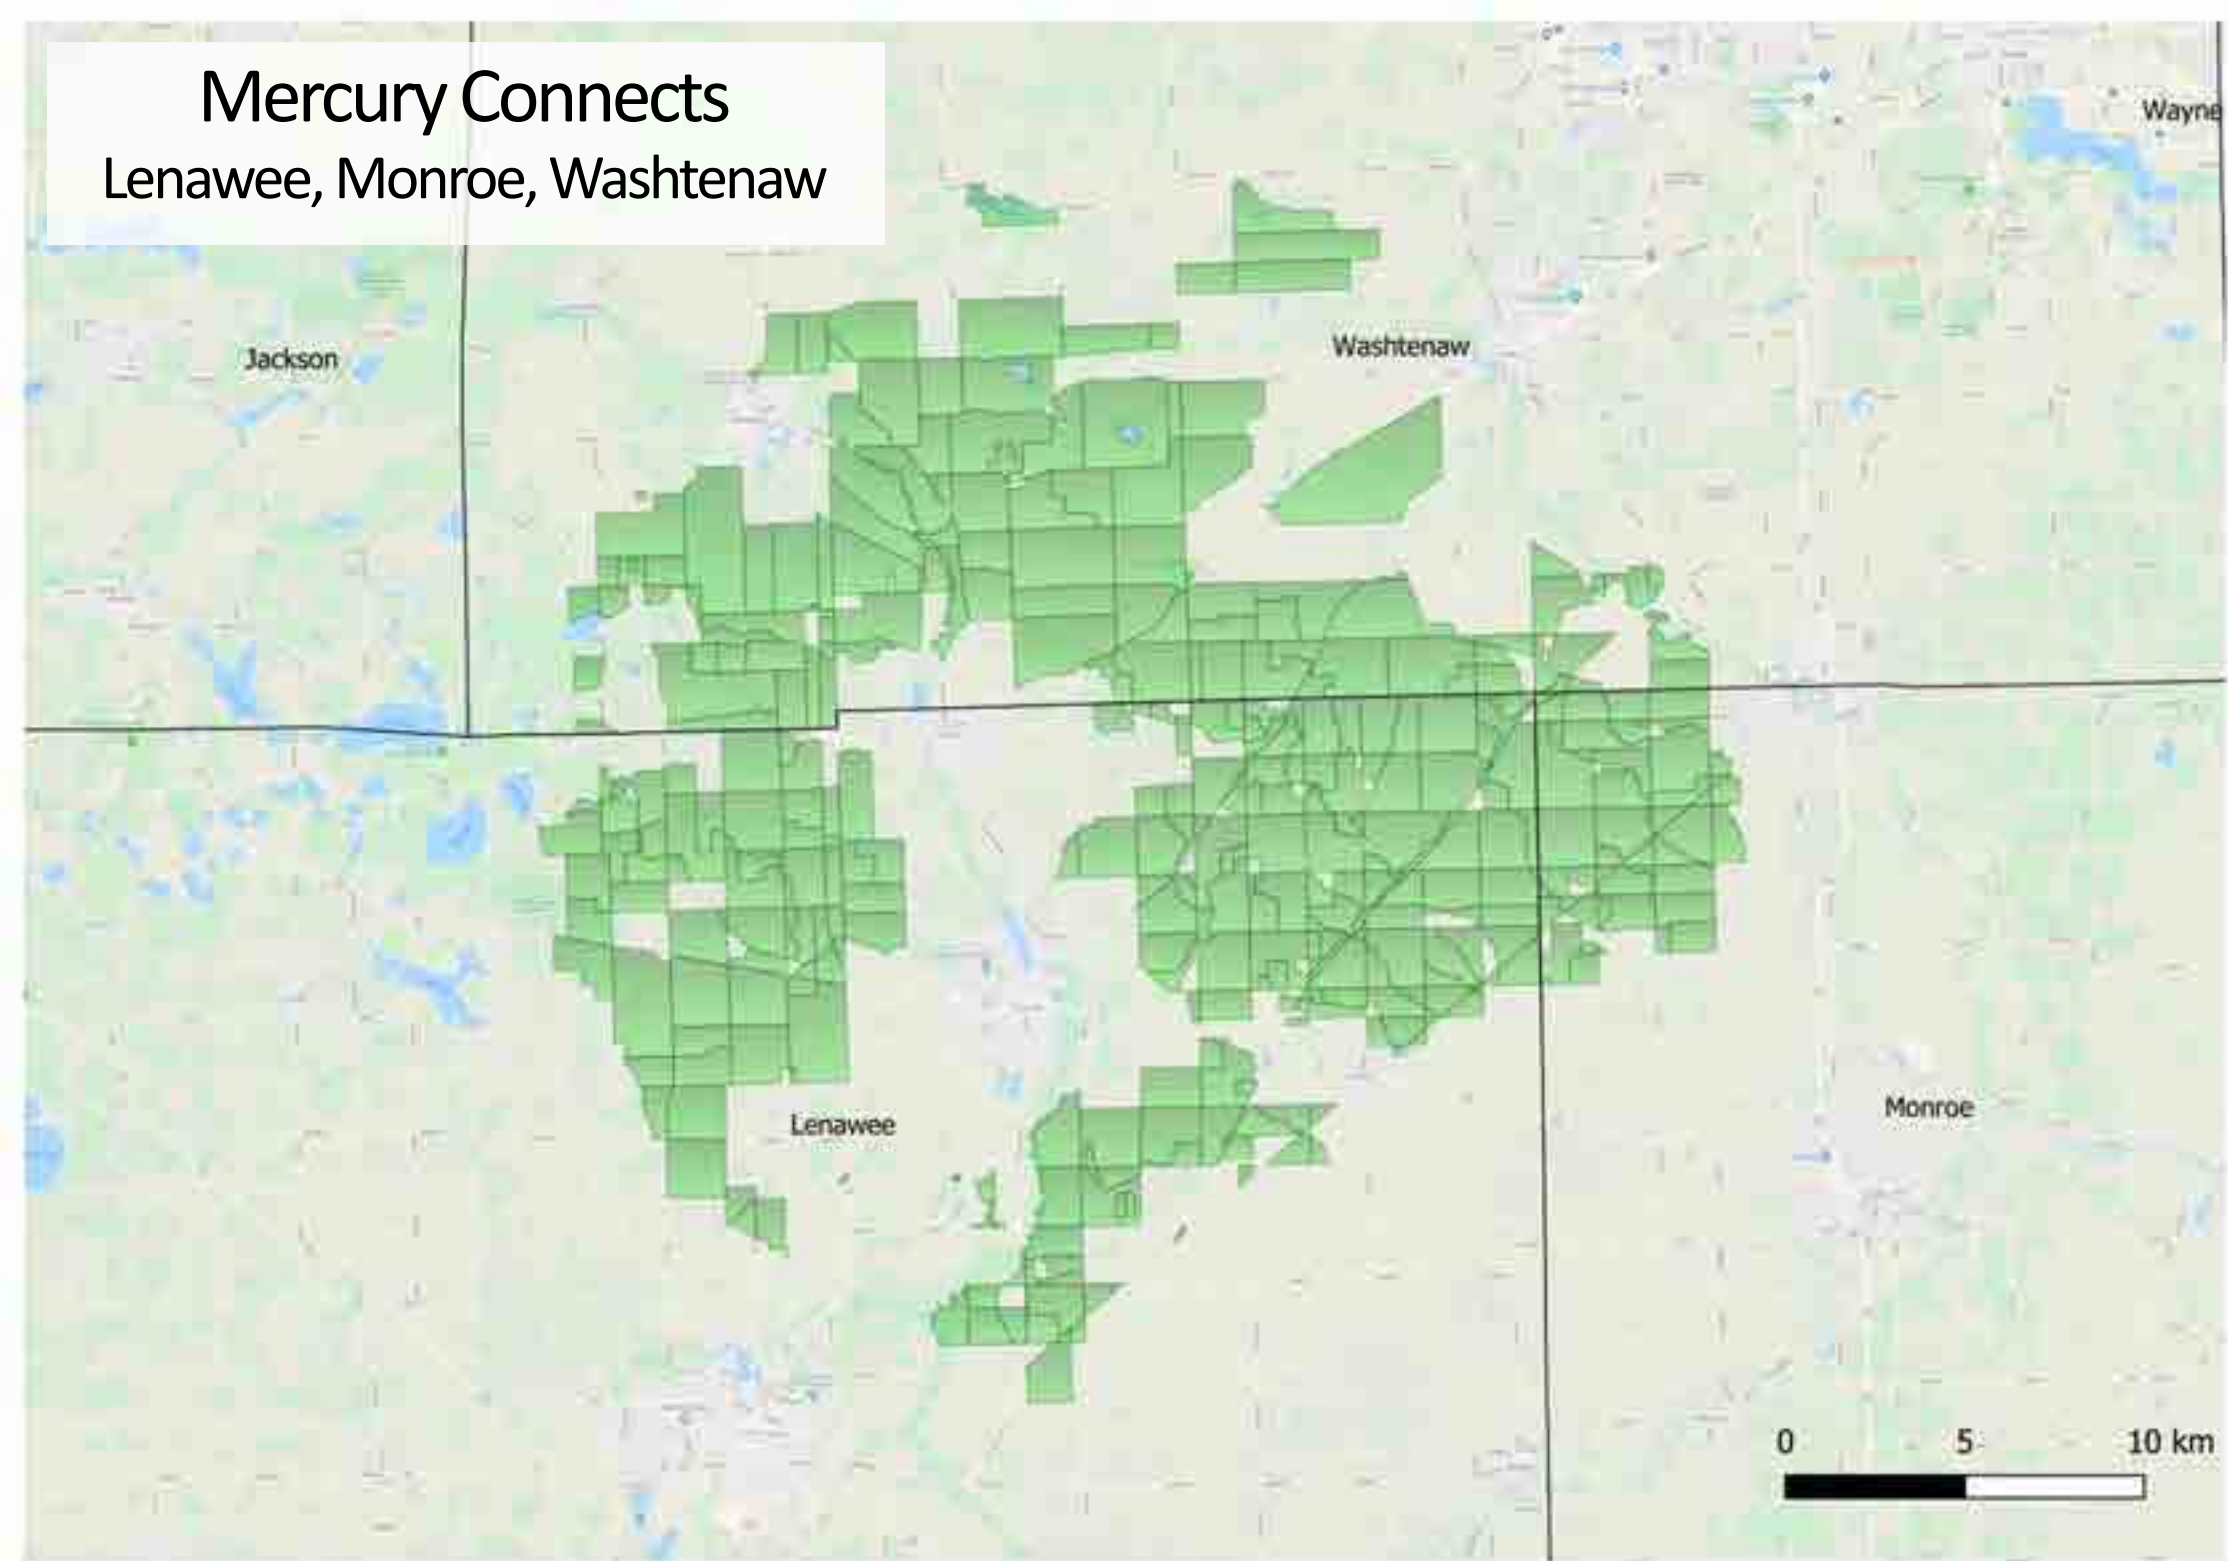 Mercury Connects
Lenawee, Monroe, Washtenaw
Wayne
Jackson
Washtenaw
Lenawee
Monroe
0 5 10 km